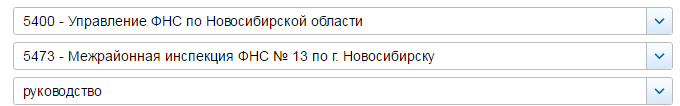 5400 - Управление ФНС по Новосибирской области
5473 - Межрайонная инспекция ФНС № 13 по г. Новосибирску
руководство